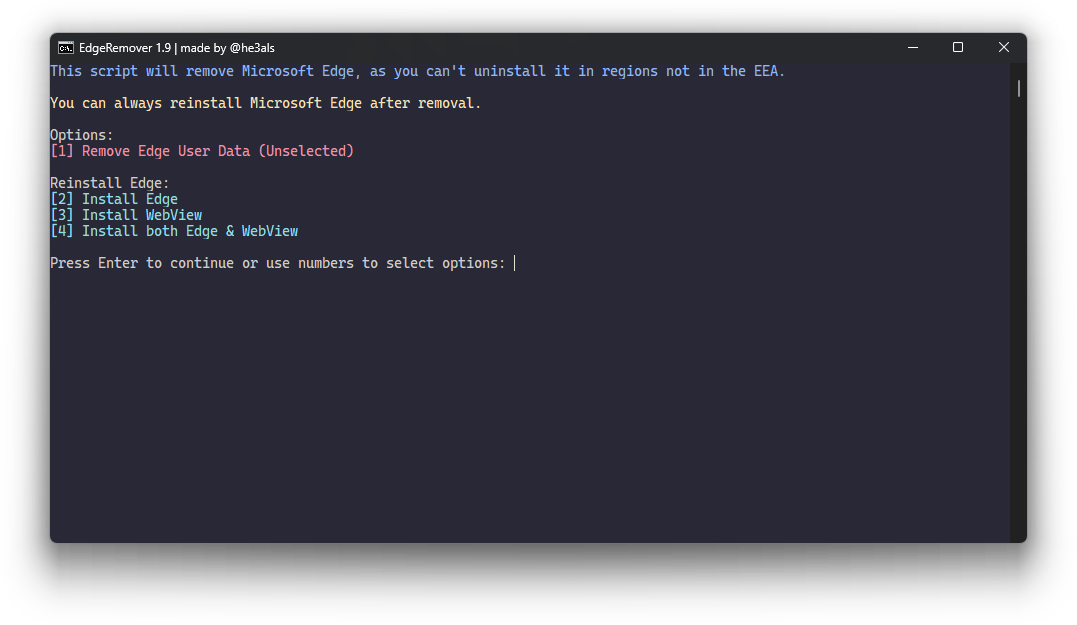 EdgeRemover 1.9 | made by @he3als
This script will remove Microsoft Edge, as you can't uninstall it in regions not in the EEA.
You can always reinstall Microsoft Edge after removal.
Options:
[1] Remove Edge User Data (Unselected)
Reinstall Edge:
[2] Install Edge
[3] Install WebView
[4] Install both Edge & WebView
Press Enter to continue or use numbers to select options: